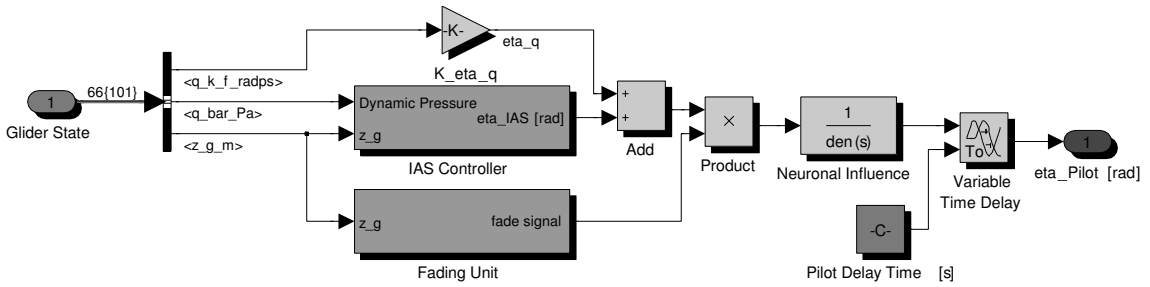 -K-
eta_q
K_eta_q
66{101}
1
Glider State
<q_k_f_radps>
<q_bar_Pa>
<z_g_m>
Dynamic Pressure
eta_IAS [rad]
z_g
IAS Controller
+
+
Add
×
Product
1
den(s)
Neuronal Influence
To
Variable
Time Delay
1
eta_Pilot [rad]
z_g
fade signal
Fading Unit
-C-
Pilot Delay Time [s]